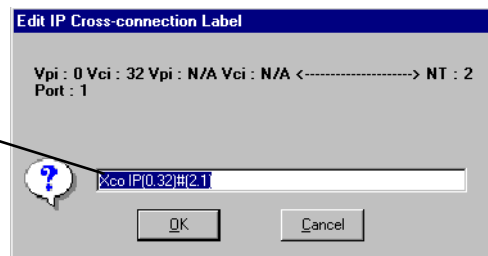 Edit IP Cross-connection Label
Vpi : 0 Vci : 32 Vpi : N/A Vci : N/A <---------------------> NT : 2
Port : 1
Xco IP(0.32)#(2.1)
OK
Cancel